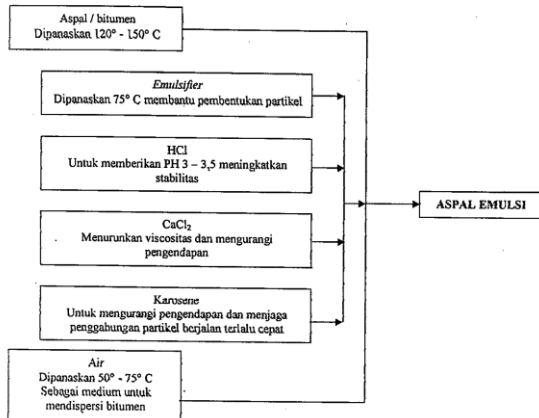 Aspal / bitumen
Dipanaskan 120° - 150° C
Emulsifier
Dipanaskan 75° C membantu pembentukan partikel
HCl
Untuk memberikan PH 3 – 3,5 meningkatkan
stabilitas
CaCl₂
Menurunkan viscositas dan mengurangi
pengendapan
Karosene
Untuk mengurangi pengendapan dan menjaga
penggabungan partikel berjalan terlalu cepat
Air
Dipanaskan 50° - 75° C
Sebagai medium untuk
mendispersi bitumen
ASPAL EMULSI